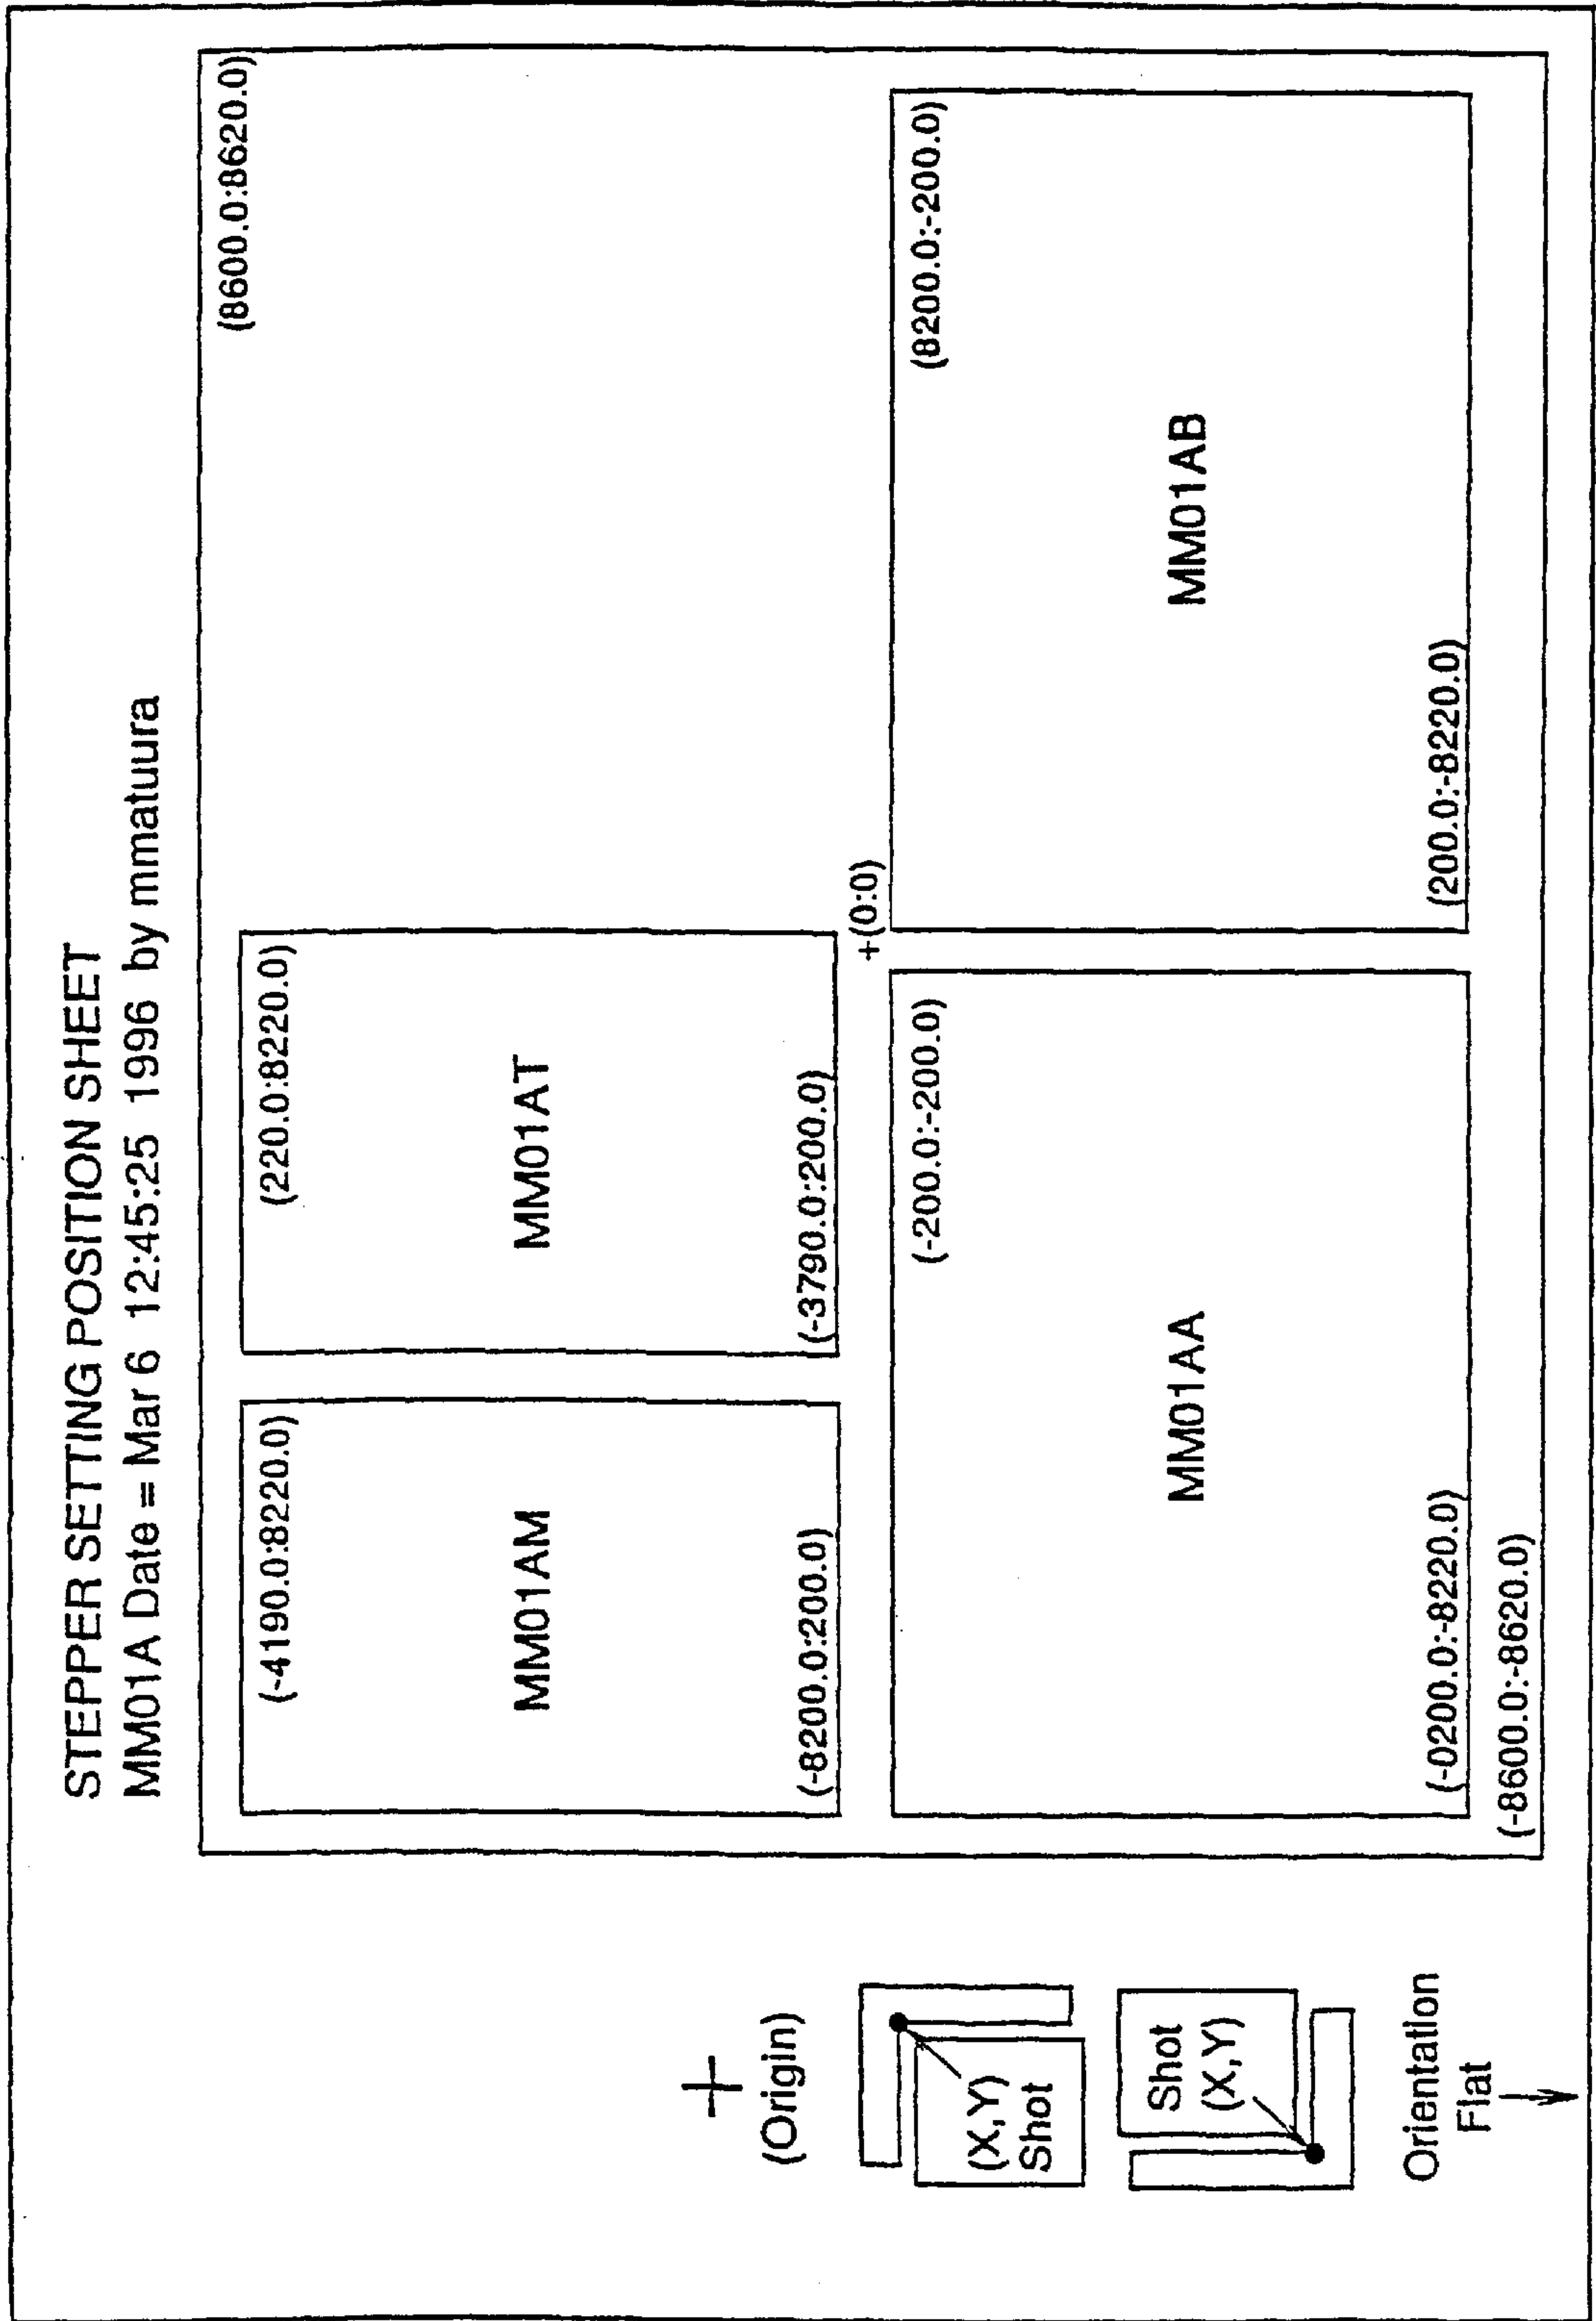 STEPPER SETTING POSITION SHEET
MM01A Date = Mar 6 12:45:25 1996 by mmatuura
(8600.0:8620.0)
(-4190.0:8220.0)
MM01AM
(-8200.0:200.0)
(220.0:8220.0)
MM01AT
(-3790.0:200.0)
+(0:0)
(-200.0:-200.0)
MM01AA
(-0200.0:-8220.0)
(8200.0:-200.0)
MM01AB
(200.0:-8220.0)
(-8600.0:-8620.0)
(Origin)
(X,Y)
Shot
Shot
(X,Y)
Orientation
Flat